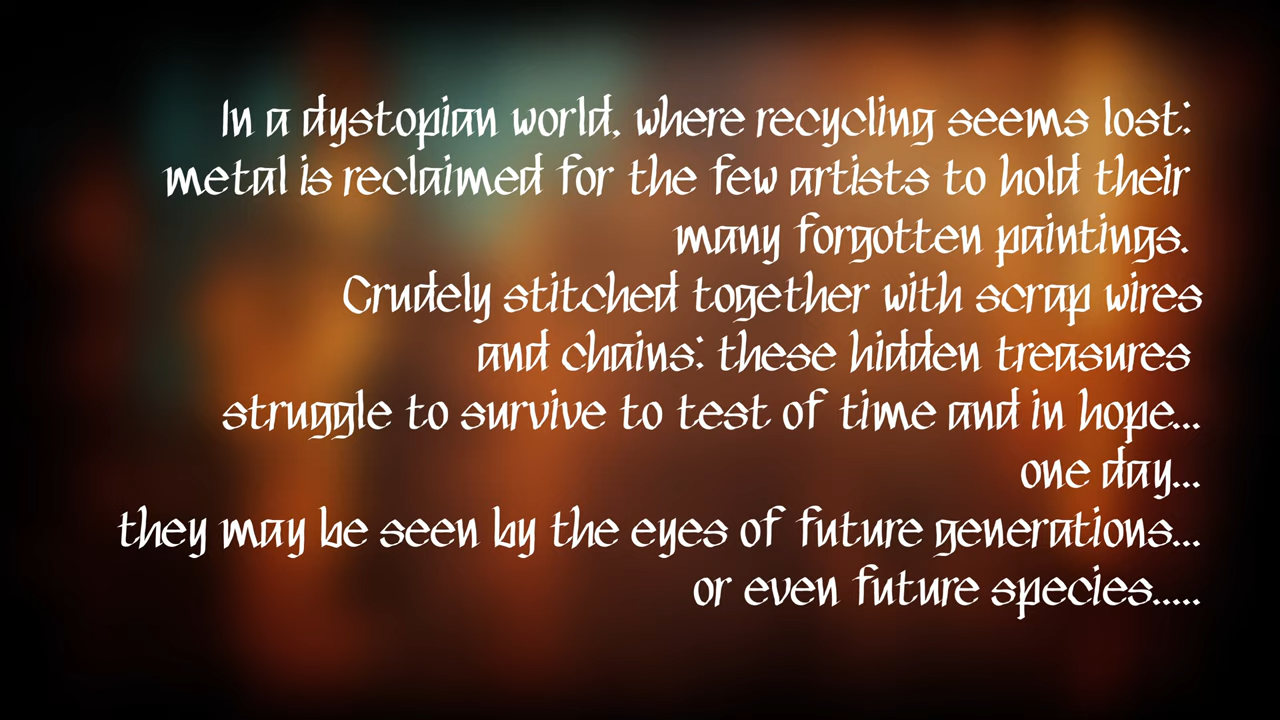 In a dystopian world, where recycling seems lost:
metal is reclaimed for the few artists to hold their
many forgotten paintings.
Crudely stitched together with scrap wires
and chains: these hidden treasures
struggle to survive to test of time and in hope...
one day...
they may be seen by the eyes of future generations...
or even future species.....